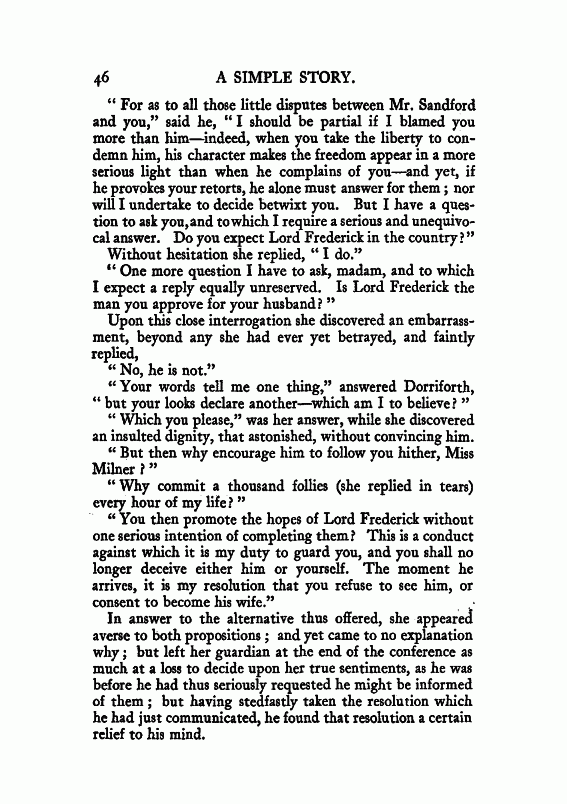 46 A SIMPLE STORY.
“ For as to all those little disputes between Mr. Sandford
and you,” said he, “ I should be partial if I blamed you
more than him—indeed, when you take the liberty to con-
demn him, his character makes the freedom appear in a more
serious light than when he complains of you—and yet, if
he provokes your retorts, he alone must answer for them ; nor
will I undertake to decide betwixt you. But I have a ques-
tion to ask you, and to which I require a serious and unequivo-
cal answer. Do you expect Lord Frederick in the country?”
Without hesitation she replied, “ I do.”
“ One more question I have to ask, madam, and to which
I expect a reply equally unreserved. Is Lord Frederick the
man you approve for your husband? ”
Upon this close interrogation she discovered an embarrass-
ment, beyond any she had ever yet betrayed, and faintly
replied,
“ No, he is not.”
“ Your words tell me one thing,” answered Dorriforth,
“ but your looks declare another—which am I to believe? ”
“ Which you please,” was her answer, while she discovered
an insulted dignity, that astonished, without convincing him.
“ But then why encourage him to follow you hither, Miss
Milner ? ”
“ Why commit a thousand follies (she replied in tears)
every hour of my life? ”
“ You then promote the hopes of Lord Frederick without
one serious intention of completing them? This is a conduct
against which it is my duty to guard you, and you shall no
longer deceive either him or yourself. The moment he
arrives, it is my resolution that you refuse to see him, or
consent to become his wife.”
In answer to the alternative thus offered, she appeared
averse to both propositions ; and yet came to no explanation
why ; but left her guardian at the end of the conference as
much at a loss to decide upon her true sentiments, as he was
before he had thus seriously requested he might be informed
of them ; but having stedfastly taken the resolution which
he had just communicated, he found that resolution a certain
relief to his mind.